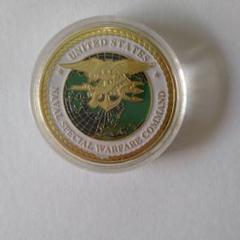 UNITED STATES
NAVAL SPECIAL WARFARE COMMAND